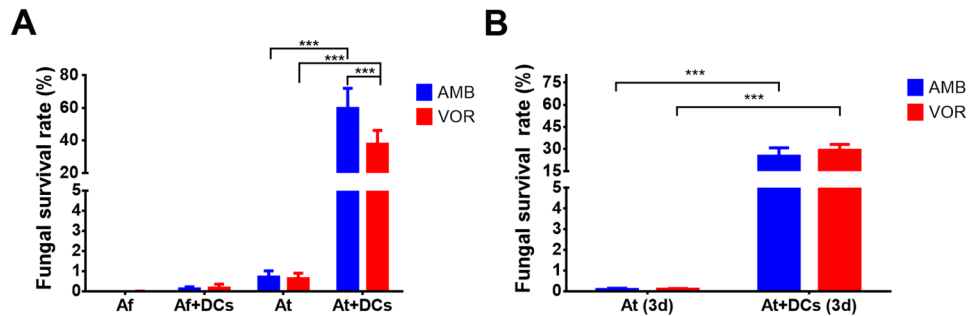 A
Fungal survival rate (%)
80
60
40
20
5
4
3
2
1
0
***
***
***
AMB
VOR
Af
Af+DCs
At
At+DCs
B
Fungal survival rate (%)
75
60
45
30
15
5
4
3
2
1
0
***
***
AMB
VOR
At (3d)
At+DCs (3d)